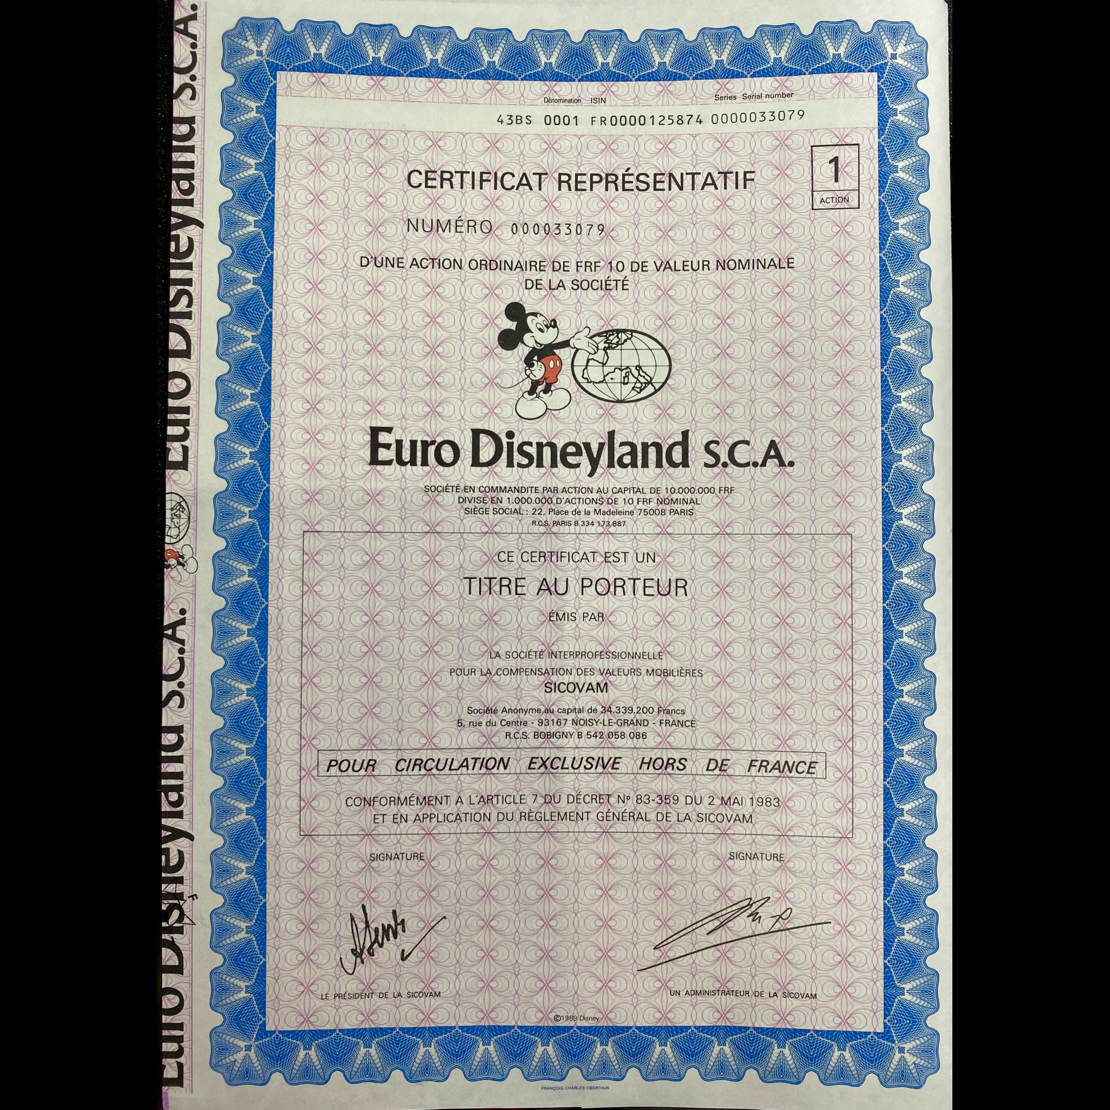 Dénomination ISIN Series Serial number
43BS 0001 FR0000125874 0000033079
1
ACTION
CERTIFICAT REPRÉSENTATIF
NUMÉRO 000033079
D'UNE ACTION ORDINAIRE DE FRF 10 DE VALEUR NOMINALE
DE LA SOCIÉTÉ
Euro Disneyland S.C.A.
SOCIÉTÉ EN COMMANDITE PAR ACTION AU CAPITAL DE 10.000.000 FRF
DIVISÉ EN 1.000.000 D'ACTIONS DE 10 FRF NOMINAL
SIÈGE SOCIAL : 22, Place de la Madeleine 75008 PARIS
R.C.S. PARIS B 334 173 887
CE CERTIFICAT EST UN
TITRE AU PORTEUR
ÉMIS PAR
LA SOCIÉTÉ INTERPROFESSIONNELLE
POUR LA COMPENSATION DES VALEURS MOBILIÈRES
SICOVAM
Société Anonyme au capital de 34.339.200 Francs
5, rue du Centre - 93167 NOISY-LE-GRAND - FRANCE
R.C.S. BOBIGNY B 542 058 086
POUR CIRCULATION EXCLUSIVE HORS DE FRANCE
CONFORMÉMENT A L'ARTICLE 7 DU DÉCRET Nº 83-359 DU 2 MAI 1983
ET EN APPLICATION DU RÈGLEMENT GÉNÉRAL DE LA SICOVAM
SIGNATURE SIGNATURE
LE PRÉSIDENT DE LA SICOVAM UN ADMINISTRATEUR DE LA SICOVAM
©1989 Disney
FRANÇOIS-CHARLES OBERTHUR
Euro Disneyland S.C.A.
Euro Disneyland S.C.A.